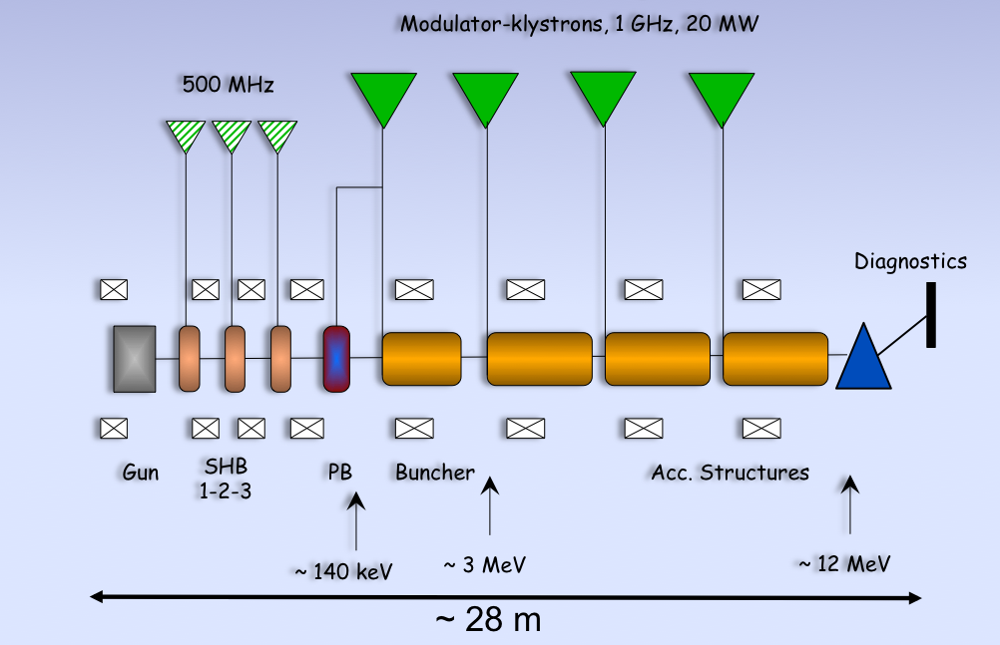 Modulator-klystrons, 1 GHz, 20 MW
500 MHz
Diagnostics
Gun
SHB
1-2-3
PB
Buncher
Acc. Structures
~ 140 keV
~ 3 MeV
~ 12 MeV
~ 28 m